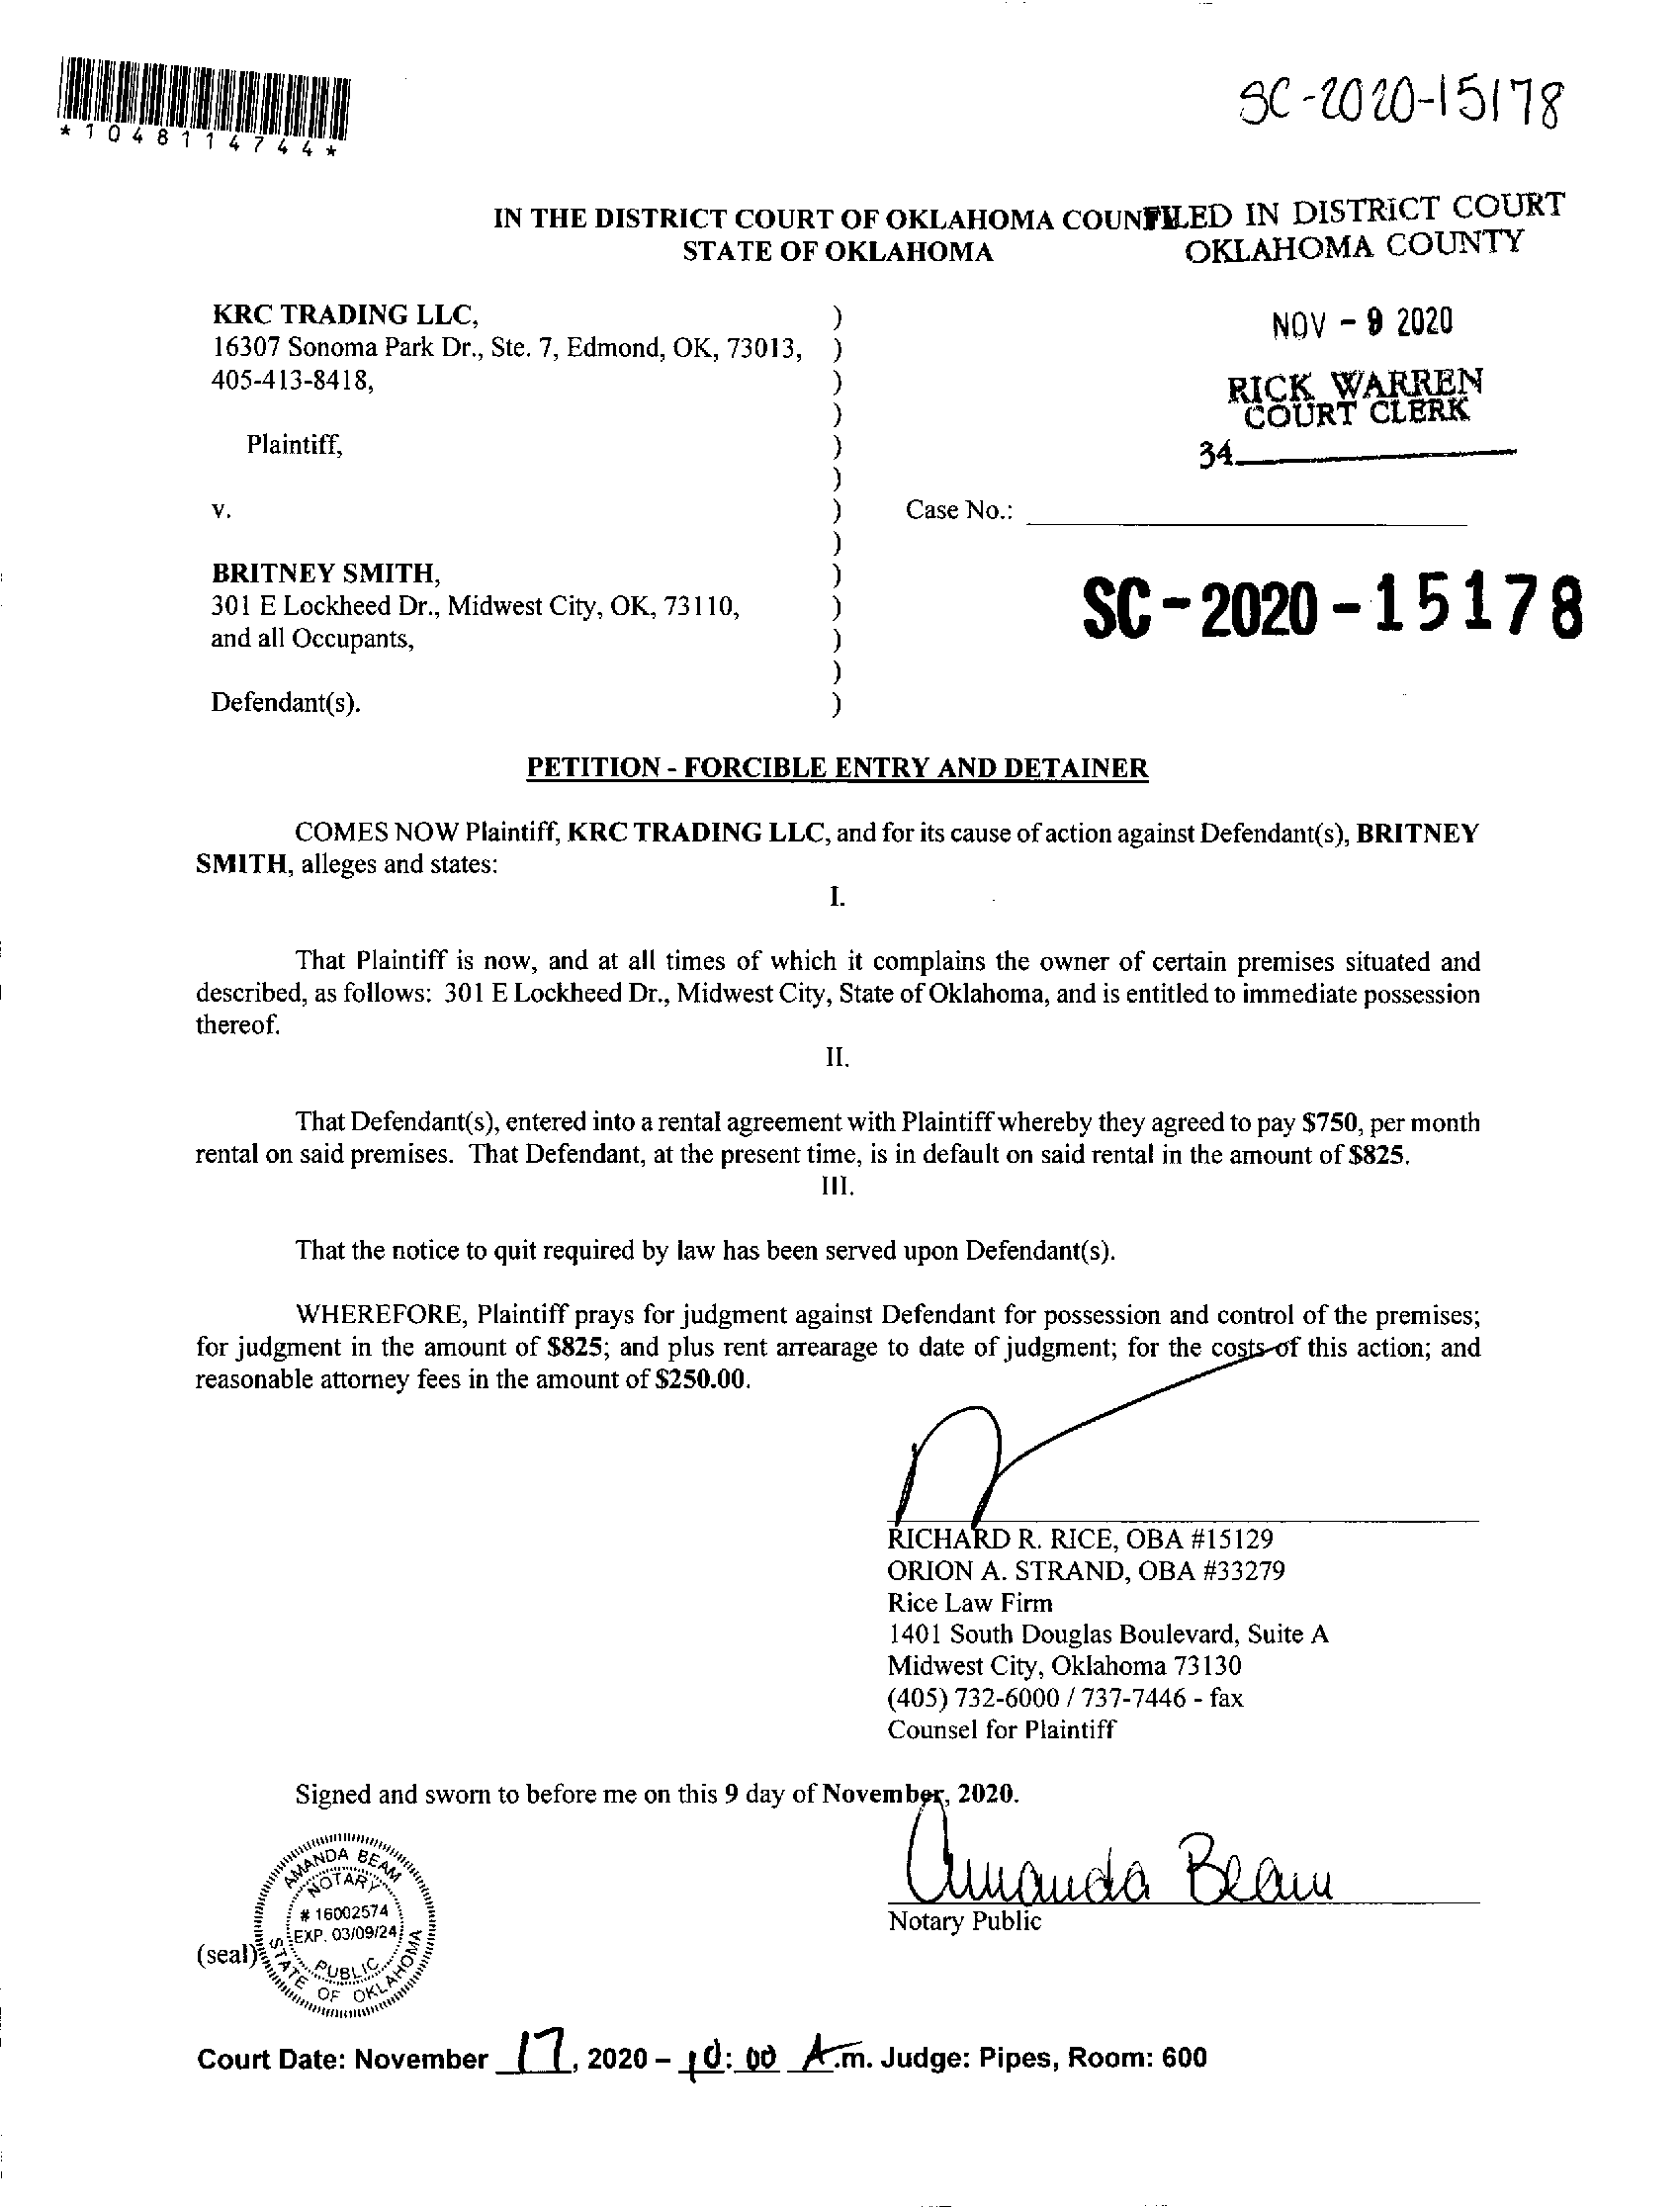 SC-2020-15178
*1048114744*
IN THE DISTRICT COURT OF OKLAHOMA COUN
STATE OF OKLAHOMA
FILED IN DISTRICT COURT
OKLAHOMA COUNTY
NOV - 9 2020
RICK WARREN
COURT CLERK
34
KRC TRADING LLC, )
16307 Sonoma Park Dr., Ste. 7, Edmond, OK, 73013, )
405-413-8418, )
)
Plaintiff, )
)
v. ) Case No.:
)
BRITNEY SMITH, )
301 E Lockheed Dr., Midwest City, OK, 73110, )
and all Occupants, )
)
Defendant(s). )
SC-2020-15178
PETITION - FORCIBLE ENTRY AND DETAINER
COMES NOW Plaintiff, KRC TRADING LLC, and for its cause of action against Defendant(s), BRITNEY
SMITH, alleges and states:
I.
That Plaintiff is now, and at all times of which it complains the owner of certain premises situated and
described, as follows: 301 E Lockheed Dr., Midwest City, State of Oklahoma, and is entitled to immediate possession
thereof.
II.
That Defendant(s), entered into a rental agreement with Plaintiff whereby they agreed to pay $750, per month
rental on said premises. That Defendant, at the present time, is in default on said rental in the amount of $825.
III.
That the notice to quit required by law has been served upon Defendant(s).
WHEREFORE, Plaintiff prays for judgment against Defendant for possession and control of the premises;
for judgment in the amount of $825; and plus rent arrearage to date of judgment; for the costs of this action; and
reasonable attorney fees in the amount of $250.00.
RICHARD R. RICE, OBA #15129
ORION A. STRAND, OBA #33279
Rice Law Firm
1401 South Douglas Boulevard, Suite A
Midwest City, Oklahoma 73130
(405) 732-6000 / 737-7446 - fax
Counsel for Plaintiff
Signed and sworn to before me on this 9 day of November, 2020.
Amanda Beam
Notary Public
(seal)
AMANDA BEAM
NOTARY
# 16002574
EXP. 03/09/24
PUBLIC
STATE OF OKLAHOMA
Court Date: November 17, 2020 – 10:00 A.m. Judge: Pipes, Room: 600